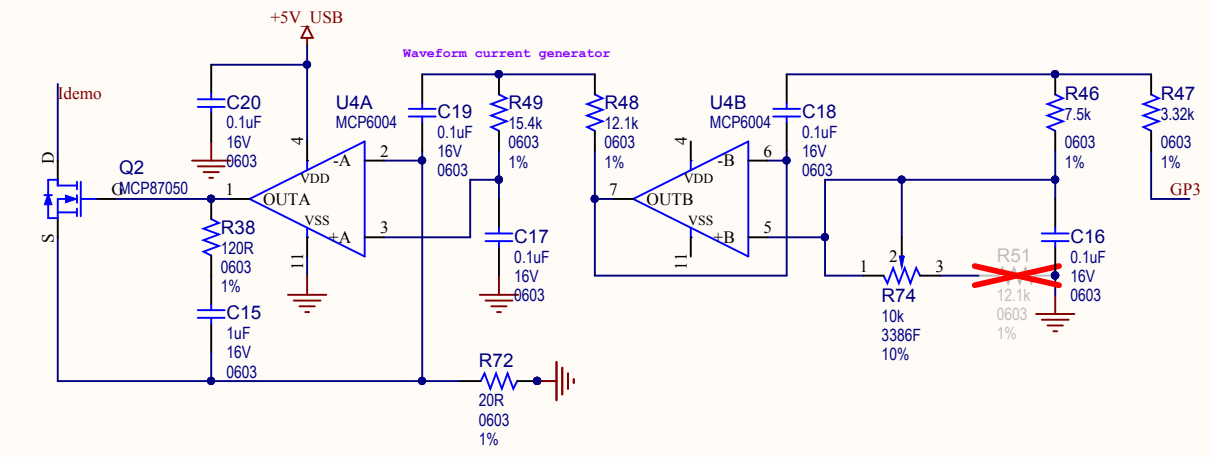 +5V_USB
Waveform current generator
Idemo
C20
0.1uF
16V
0603
U4A
MCP6004
C19
0.1uF
16V
0603
R49
15.4k
0603
1%
R48
12.1k
0603
1%
U4B
MCP6004
C18
0.1uF
16V
0603
R46
7.5k
0603
1%
R47
3.32k
0603
1%
GP3
4
2
-A
VDD
OUTA
1
VSS
+A
3
11
4
6
-B
VDD
7
OUTB
VSS
+B
5
11
D
Q2
G
MCP87050
S
R38
120R
0603
1%
C15
1uF
16V
0603
C17
0.1uF
16V
0603
R72
20R
0603
1%
1
2
3
R74
10k
3386F
10%
R51
12.1k
0603
1%
C16
0.1uF
16V
0603